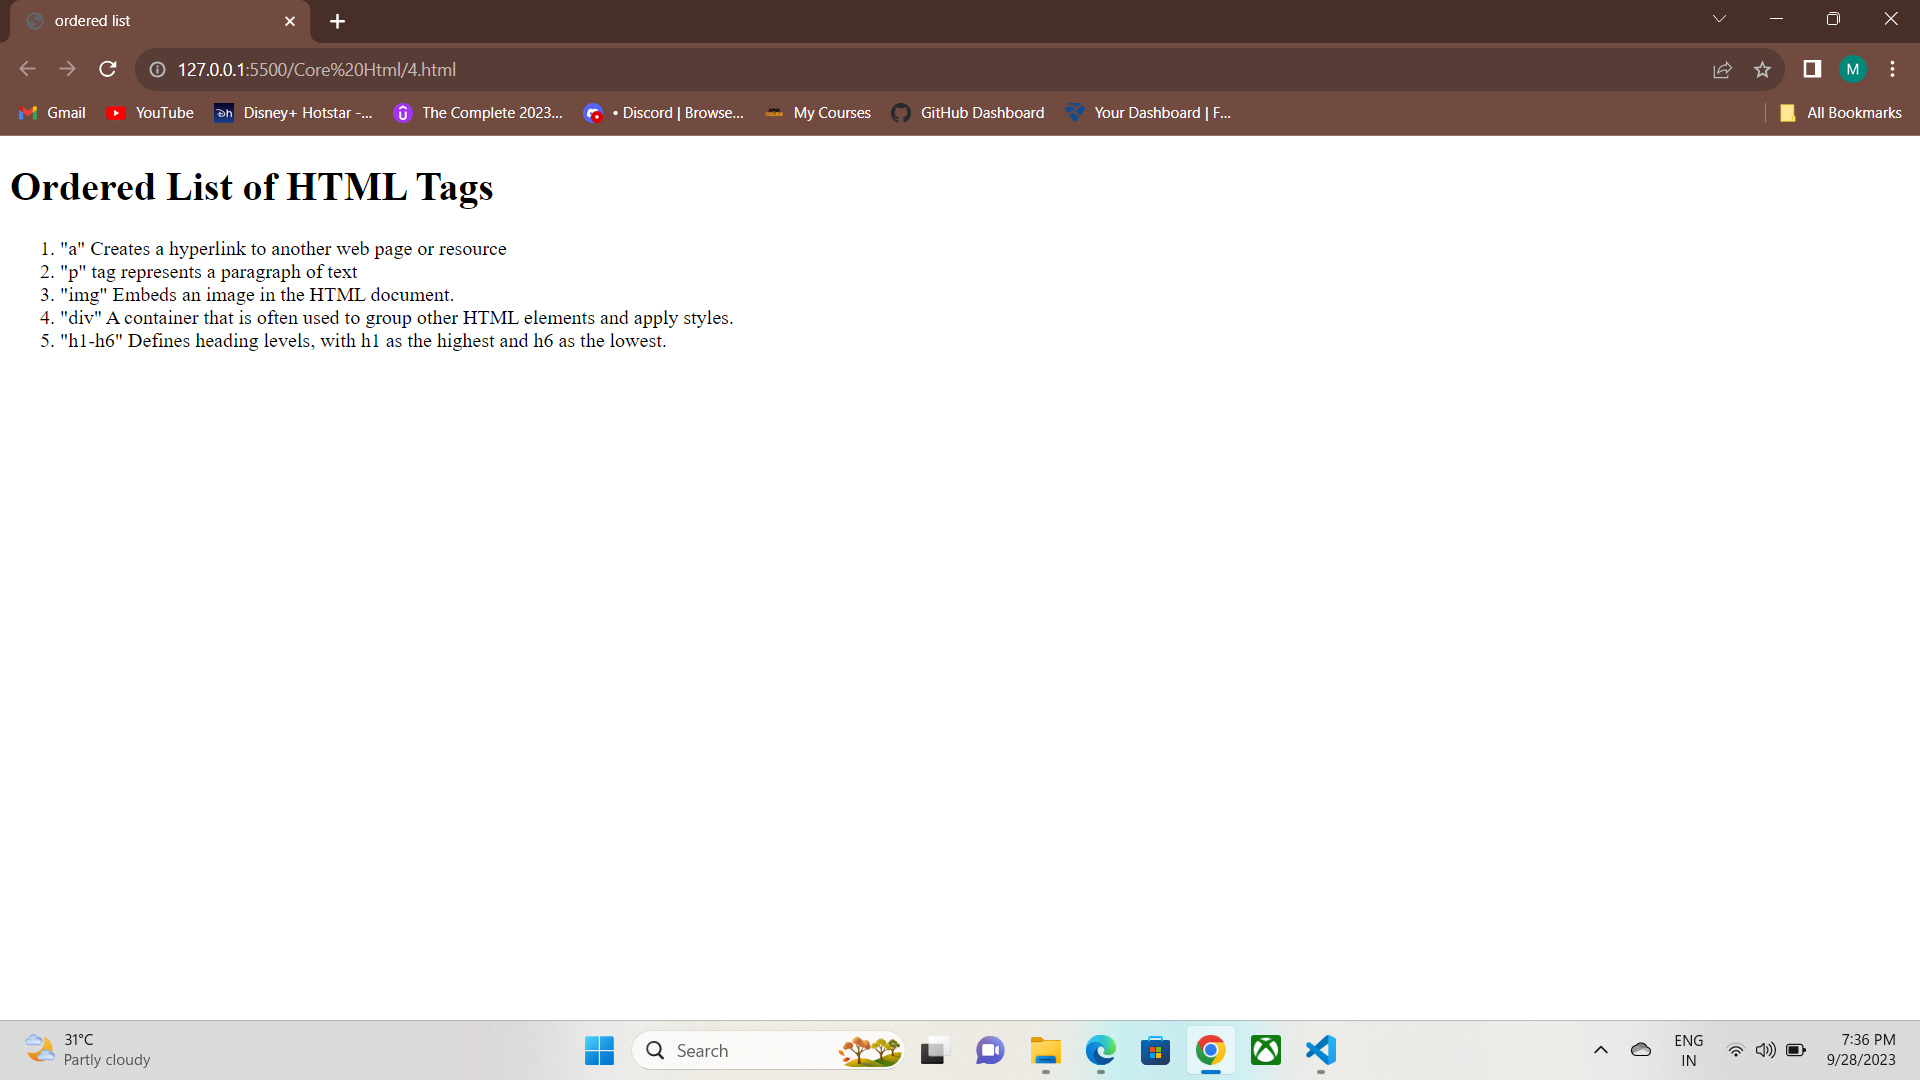 ordered list
127.0.0.1:5500/Core%20Html/4.html
M
Gmail YouTube Disney+ Hotstar -... The Complete 2023... • Discord | Browse... My Courses GitHub Dashboard Your Dashboard | F... All Bookmarks
Ordered List of HTML Tags
1. "a" Creates a hyperlink to another web page or resource
2. "p" tag represents a paragraph of text
3. "img" Embeds an image in the HTML document.
4. "div" A container that is often used to group other HTML elements and apply styles.
5. "h1-h6" Defines heading levels, with h1 as the highest and h6 as the lowest.
31°C
Partly cloudy
Search
ENG
IN
7:36 PM
9/28/2023